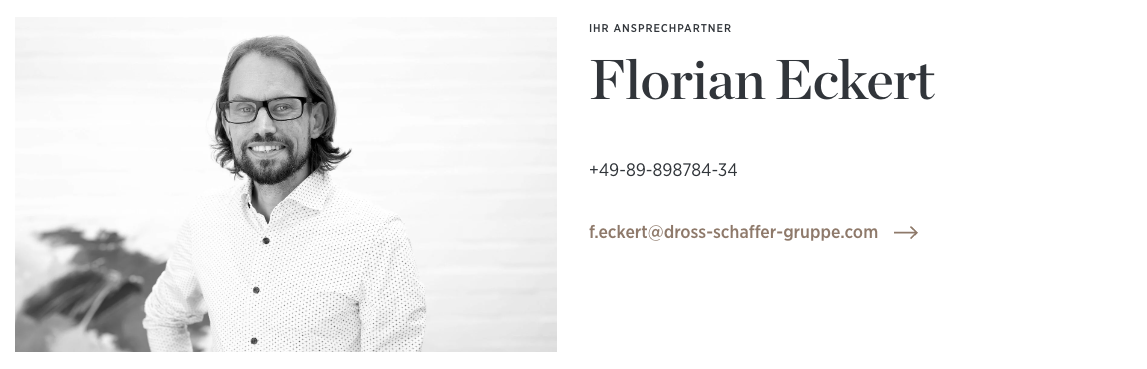 IHR ANSPRECHPARTNER
Florian Eckert
+49-89-898784-34
f.eckert@dross-schaffer-gruppe.com